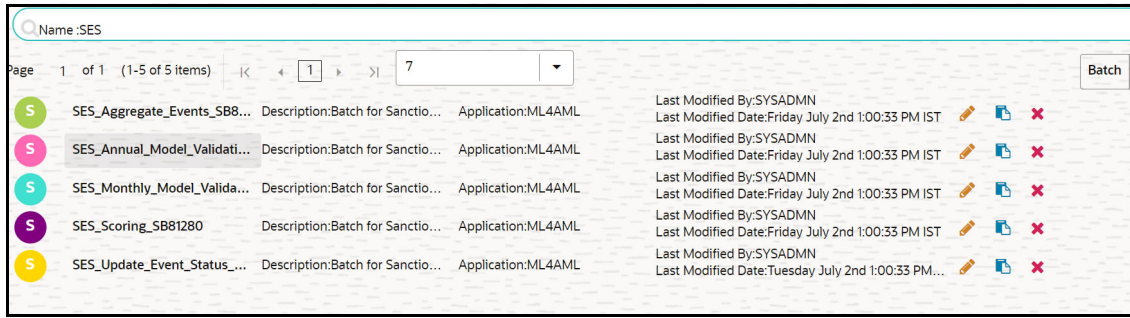 Name :SES
Page 1 of 1 (1-5 of 5 items) 1 7 Batch
S SES_Aggregate_Events_SB8... Description:Batch for Sanctio... Application:ML4AML Last Modified By:SYSADMN
Last Modified Date:Friday July 2nd 1:00:33 PM IST
S SES_Annual_Model_Validati... Description:Batch for Sanctio... Application:ML4AML Last Modified By:SYSADMN
Last Modified Date:Friday July 2nd 1:00:33 PM IST
S SES_Monthly_Model_Valida... Description:Batch for Sanctio... Application:ML4AML Last Modified By:SYSADMN
Last Modified Date:Friday July 2nd 1:00:33 PM IST
S SES_Scoring_SB81280 Description:Batch for Sanctio... Application:ML4AML Last Modified By:SYSADMN
Last Modified Date:Friday July 2nd 1:00:33 PM IST
S SES_Update_Event_Status_... Description:Batch for Sanctio... Application:ML4AML Last Modified By:SYSADMN
Last Modified Date:Tuesday July 2nd 1:00:33 PM...